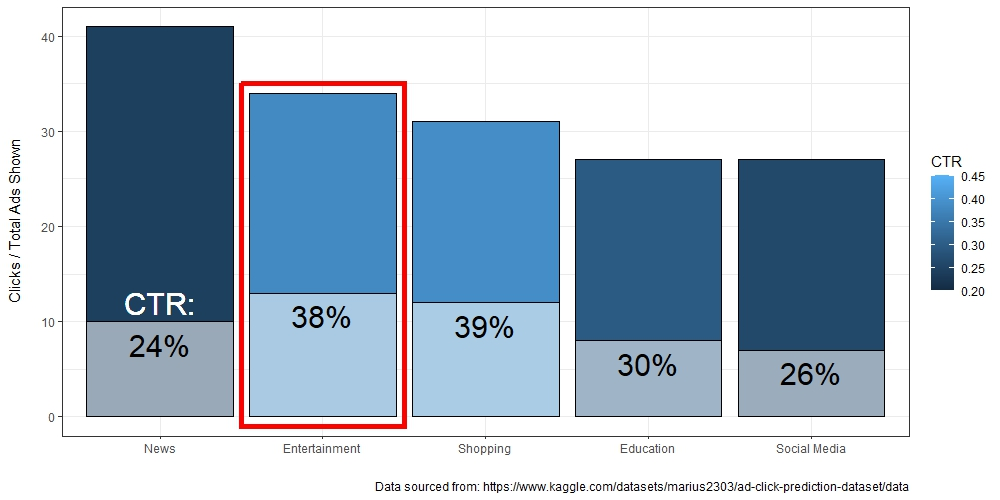 Clicks / Total Ads Shown
40
30
20
10
0
CTR:
24%
38%
39%
30%
26%
News
Entertainment
Shopping
Education
Social Media
CTR
0.45
0.40
0.35
0.30
0.25
0.20
Data sourced from: https://www.kaggle.com/datasets/marius2303/ad-click-prediction-dataset/data